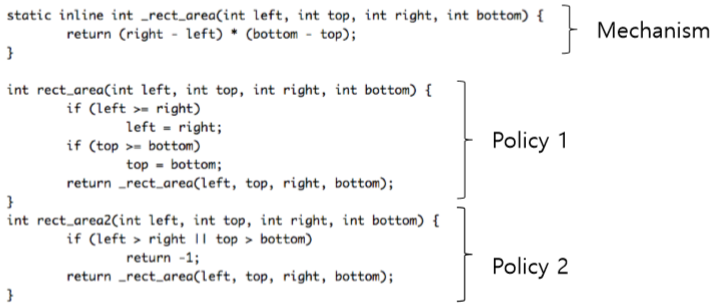 static inline int _rect_area(int left, int top, int right, int bottom) {
        return (right - left) * (bottom - top);
}
Mechanism
int rect_area(int left, int top, int right, int bottom) {
        if (left >= right)
                left = right;
        if (top >= bottom)
                top = bottom;
        return _rect_area(left, top, right, bottom);
}
Policy 1
int rect_area2(int left, int top, int right, int bottom) {
        if (left > right || top > bottom)
                return -1;
        return _rect_area(left, top, right, bottom);
}
Policy 2